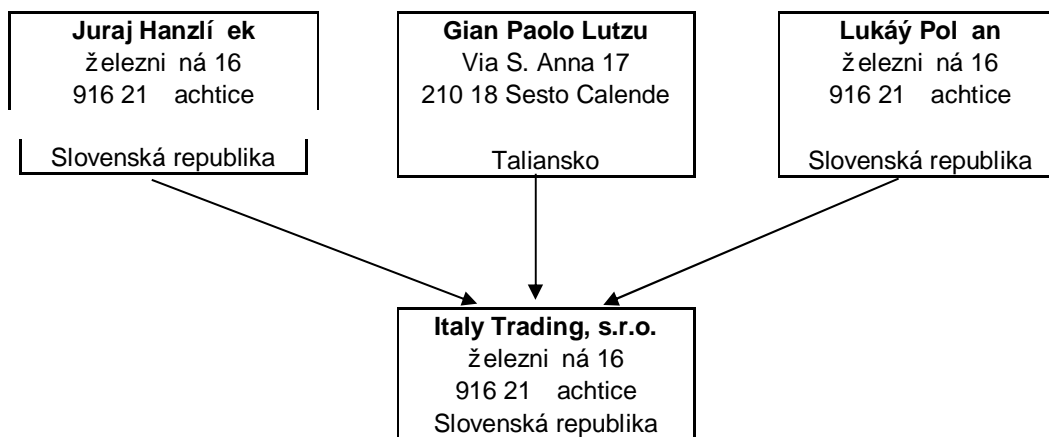 Juraj Hanzlí ek
železni ná 16
916 21 achtice
Slovenská republika
Gian Paolo Lutzu
Via S. Anna 17
210 18 Sesto Calende
Taliansko
Lukáý Pol an
železni ná 16
916 21 achtice
Slovenská republika
Italy Trading, s.r.o.
železni ná 16
916 21 achtice
Slovenská republika